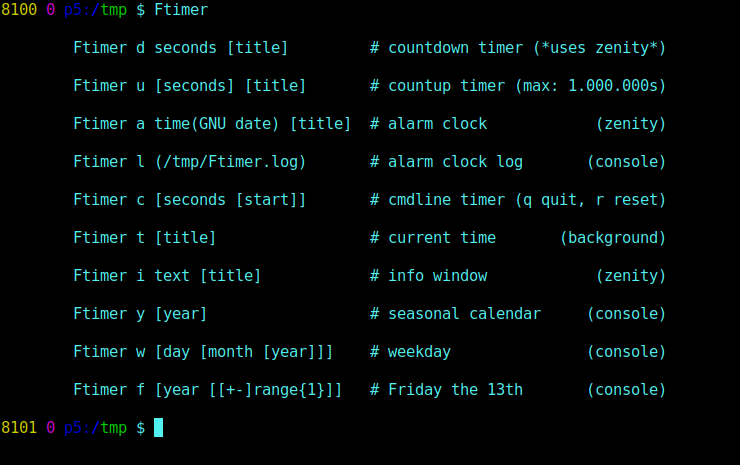 8100 0 p5:/tmp $ Ftimer
Ftimer d seconds [title] # countdown timer (*uses zenity*)
Ftimer u [seconds] [title] # countup timer (max: 1.000.000s)
Ftimer a time(GNU date) [title] # alarm clock (zenity)
Ftimer l (/tmp/Ftimer.log) # alarm clock log (console)
Ftimer c [seconds [start]] # cmdline timer (q quit, r reset)
Ftimer t [title] # current time (background)
Ftimer i text [title] # info window (zenity)
Ftimer y [year] # seasonal calendar (console)
Ftimer w [day [month [year]]] # weekday (console)
Ftimer f [year [[+-]range{1}]] # Friday the 13th (console)
8101 0 p5:/tmp $